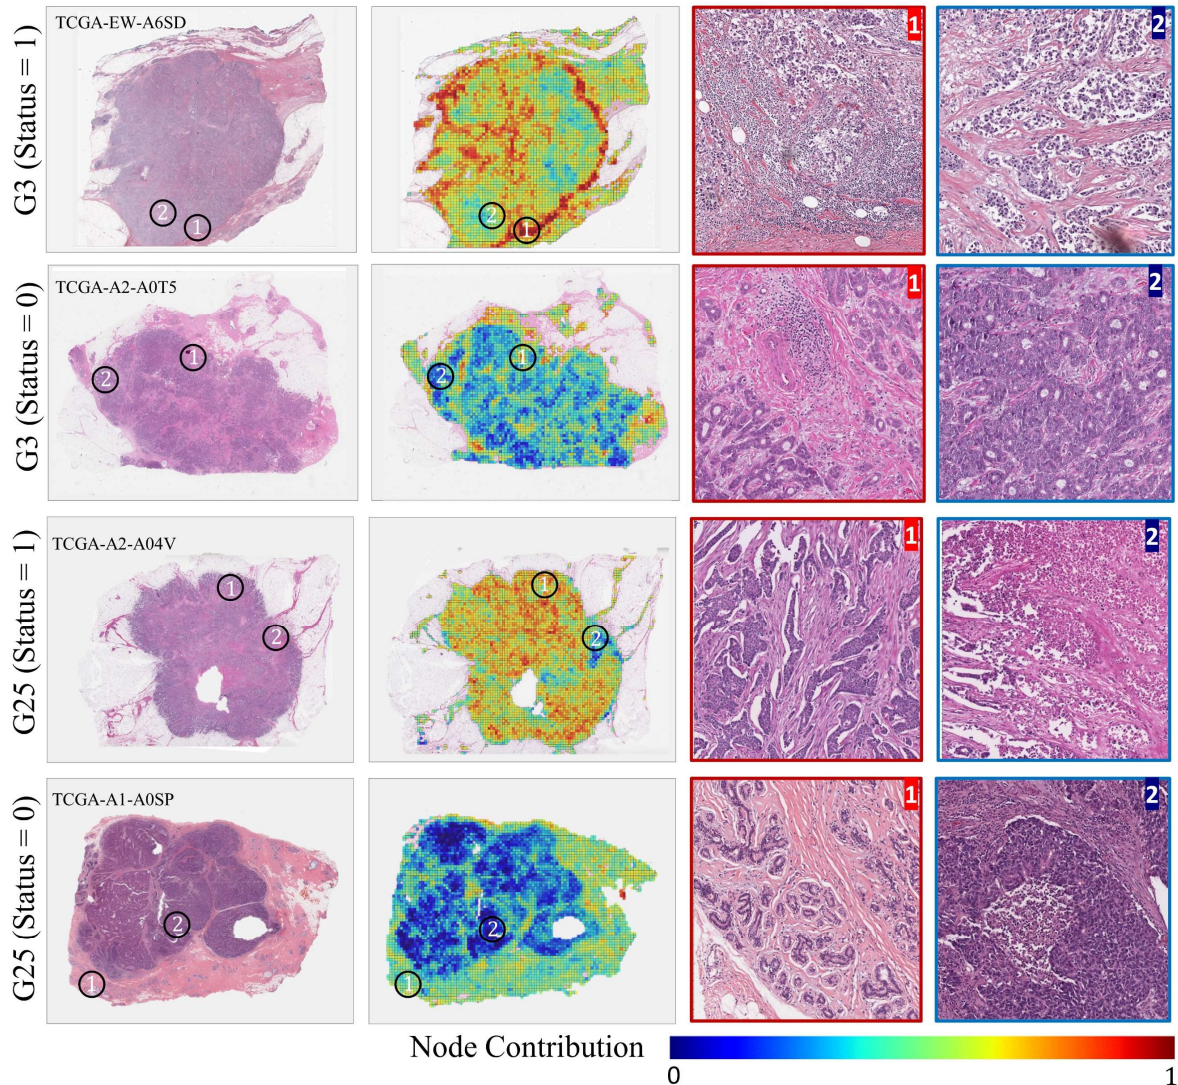 G3 (Status = 1)
TCGA-EW-A6SD
2
1
2
1
1
2
G3 (Status = 0)
TCGA-A2-A0T5
1
2
1
2
1
2
G25 (Status = 1)
TCGA-A2-A04V
1
2
1
2
1
2
G25 (Status = 0)
TCGA-A1-A0SP
2
1
2
1
1
2
Node Contribution
0
1